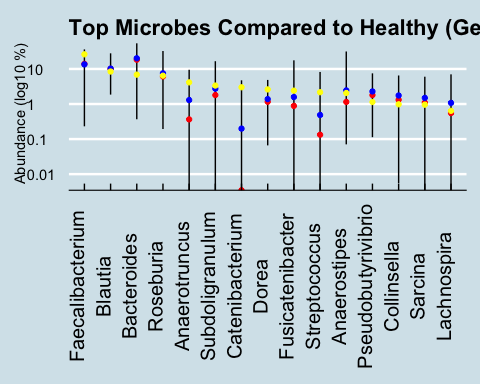 Top Microbes Compared to Healthy (Ge
Abundance (log10 %)
10
1
0.1
0.01
Faecalibacterium
Blautia
Bacteroides
Roseburia
Anaerotruncus
Subdoligranulum
Catenibacterium
Dorea
Fusicatenibacter
Streptococcus
Anaerostipes
Pseudobutyrivibrio
Collinsella
Sarcina
Lachnospira